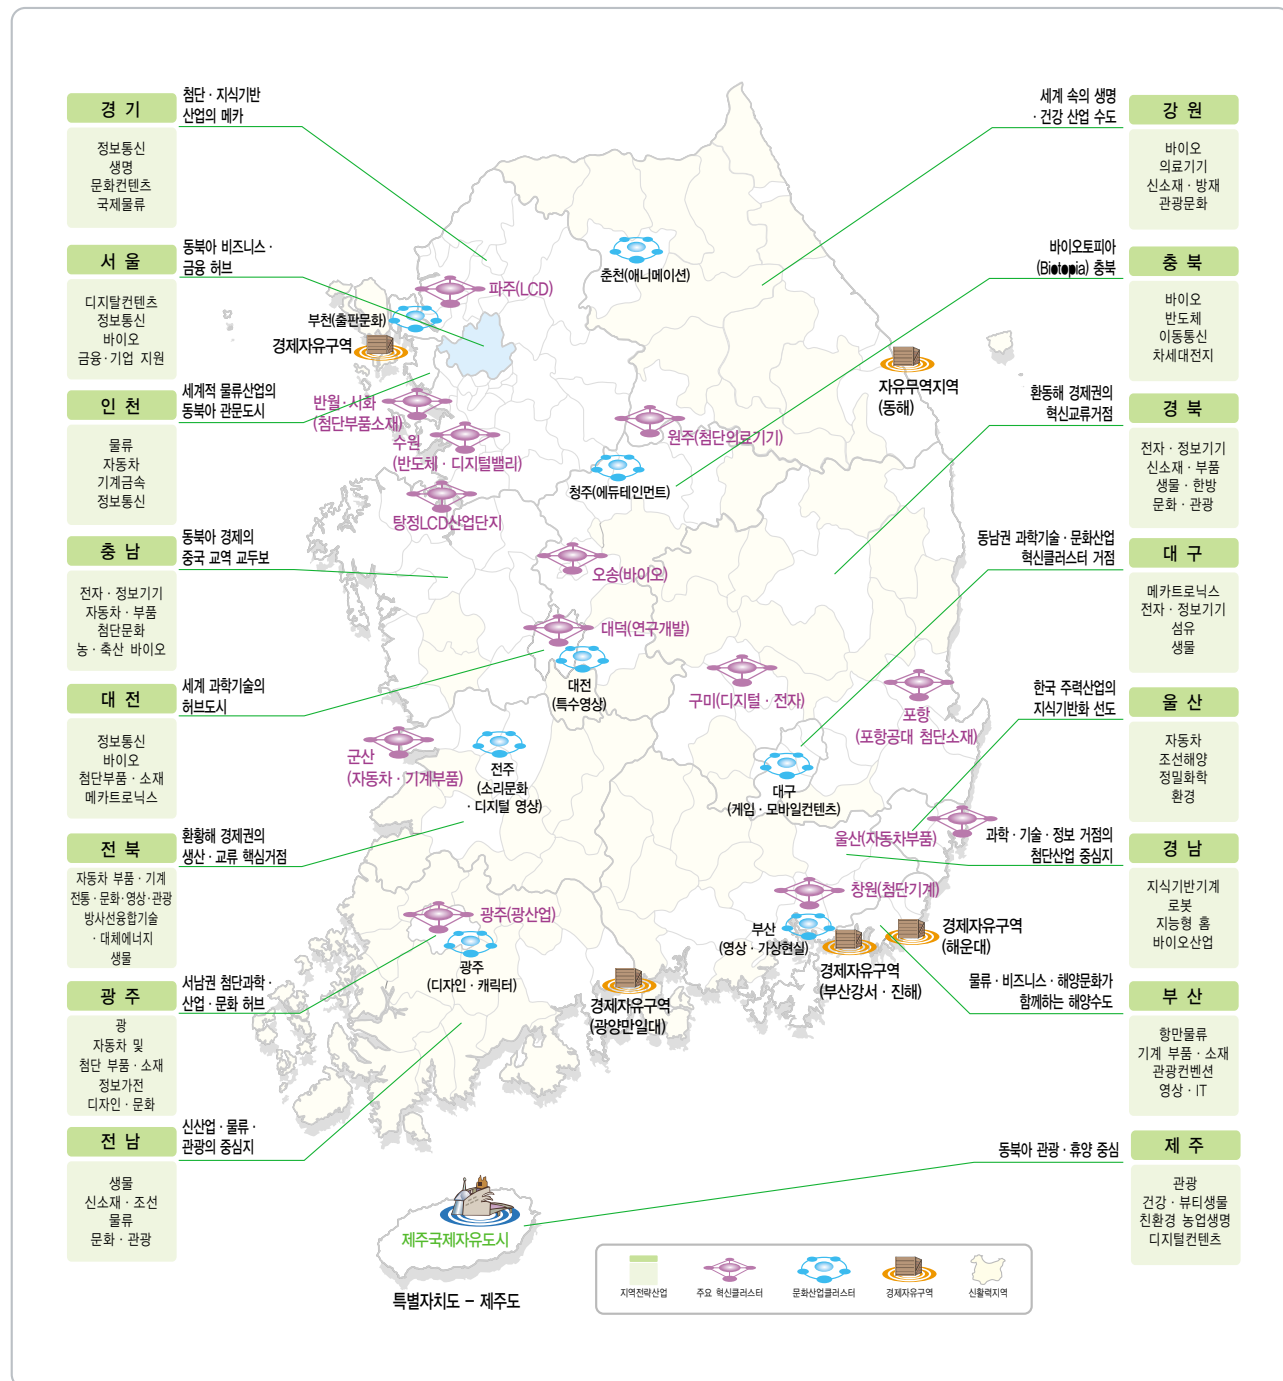 경 기
첨단 · 지식기반
산업의 메카
정보통신
생명
문화컨텐츠
국제물류
서 울
동북아 비즈니스 ·
금융 허브
디지탈컨텐츠
정보통신
바이오
금융·기업 지원
인 천
세계적 물류산업의
동북아 관문도시
물류
자동차
기계금속
정보통신
충 남
동북아 경제의
중국 교역 교두보
전자 · 정보기기
자동차 · 부품
첨단문화
농 · 축산 바이오
대 전
세계 과학기술의
허브도시
정보통신
바이오
첨단부품 · 소재
메카트로닉스
전 북
환황해 경제권의
생산 · 교류 핵심거점
자동차 부품 · 기계
전통 · 문화·영상·관광
방사선융합기술
· 대체에너지
생물
광 주
서남권 첨단과학 ·
산업 · 문화 허브
광
자동차 및
첨단 부품 · 소재
정보가전
디자인 · 문화
전 남
신산업 · 물류 ·
관광의 중심지
생물
신소재 · 조선
물류
문화 · 관광
춘천(애니메이션)
파주(LCD)
부천(출판문화)
경제자유구역
자유무역지역
(동해)
반월·시화
(첨단부품소재)
수원
(반도체 · 디지털밸리)
원주(첨단의료기기)
청주(에듀테인먼트)
탕정LCD산업단지
오송(바이오)
대덕(연구개발)
대전
(특수영상)
구미(디지털 · 전자)
포항
(포항공대 첨단소재)
군산
(자동차 · 기계부품)
전주
(소리문화
· 디지털 영상)
대구
(게임 · 모바일컨텐츠)
울산(자동차부품)
창원(첨단기계)
광주(광산업)
광주
(디자인 · 캐릭터)
부산
(영상 · 가상현실)
경제자유구역
(해운대)
경제자유구역
(부산강서 · 진해)
경제자유구역
(광양만일대)
제주국제자유도시
특별자치도 – 제주도
세계 속의 생명
· 건강 산업 수도
강 원
바이오
의료기기
신소재 · 방재
관광문화
바이오토피아
(Biotopia) 충북
충 북
바이오
반도체
이동통신
차세대전지
환동해 경제권의
혁신교류거점
경 북
전자 · 정보기기
신소재 · 부품
생물 · 한방
문화 · 관광
동남권 과학기술 · 문화산업
혁신클러스터 거점
대 구
메카트로닉스
전자 · 정보기기
섬유
생물
한국 주력산업의
지식기반화 선도
울 산
자동차
조선해양
정밀화학
환경
과학 · 기술 · 정보 거점의
첨단산업 중심지
경 남
지식기반기계
로봇
지능형 홈
바이오산업
물류 · 비즈니스 · 해양문화가
함께하는 해양수도
부 산
항만물류
기계 부품 · 소재
관광컨벤션
영상 · IT
동북아 관광 · 휴양 중심
제 주
관광
건강 · 뷰티생물
친환경 농업생명
디지털컨텐츠
지역전략산업
주요 혁신클러스터
문화산업클러스터
경제자유구역
신활력지역